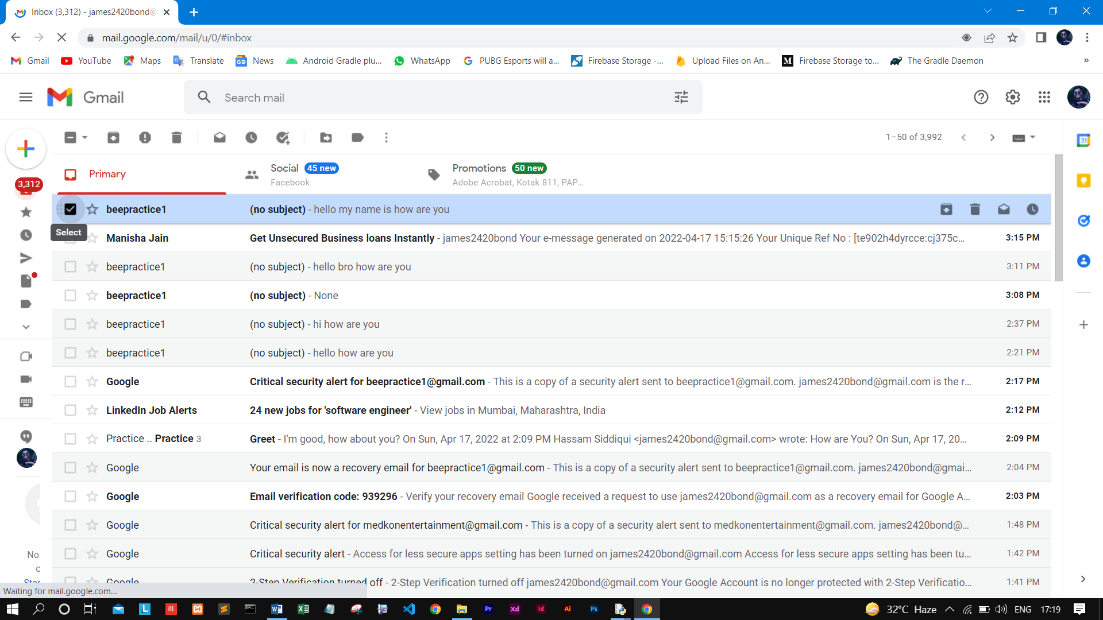 Inbox (3,312) - james2420bond@
mail.google.com/mail/u/0/#inbox
Gmail YouTube Maps Translate News Android Gradle plu... WhatsApp PUBG Esports will a... Firebase Storage -... Upload Files on An... Firebase Storage to... The Gradle Daemon »
Gmail Search mail
1–50 of 3,992
Primary
Social 45 new
Facebook
Promotions 50 new
Adobe Acrobat, Kotak 811, PAP...
3,312
beepractice1 (no subject) - hello my name is how are you
Select
Manisha Jain Get Unsecured Business loans Instantly - james2420bond Your e-message generated on 2022-04-17 15:15:26 Your Unique Ref No : [te902h4dyrcce:cj375c... 3:15 PM
beepractice1 (no subject) - hello bro how are you 3:11 PM
beepractice1 (no subject) - None 3:08 PM
beepractice1 (no subject) - hi how are you 2:37 PM
beepractice1 (no subject) - hello how are you 2:21 PM
Google Critical security alert for beepractice1@gmail.com - This is a copy of a security alert sent to beepractice1@gmail.com. james2420bond@gmail.com is the r... 2:17 PM
LinkedIn Job Alerts 24 new jobs for 'software engineer' - View jobs in Mumbai, Maharashtra, India 2:12 PM
Practice .. Practice 3 Greet - I'm good, how about you? On Sun, Apr 17, 2022 at 2:09 PM Hassam Siddiqui <james2420bond@gmail.com> wrote: How are You? On Sun, Apr 17, 20... 2:09 PM
Google Your email is now a recovery email for beepractice1@gmail.com - This is a copy of a security alert sent to beepractice1@gmail.com. james2420bond@gmai... 2:04 PM
Google Email verification code: 939296 - Verify your recovery email Google received a request to use james2420bond@gmail.com as a recovery email for Google A... 2:03 PM
Google Critical security alert for medkonentertainment@gmail.com - This is a copy of a security alert sent to medkonentertainment@gmail.com. james2420bond@... 1:48 PM
Google Critical security alert - Access for less secure apps setting has been turned on james2420bond@gmail.com Access for less secure apps setting has been tu... 1:42 PM
No
c
Star
Google 2-Step Verification turned off - 2-Step Verification turned off james2420bond@gmail.com Your Google Account is no longer protected with 2-Step Verificatio... 1:41 PM
Waiting for mail.google.com...
32°C Haze ENG 17:19